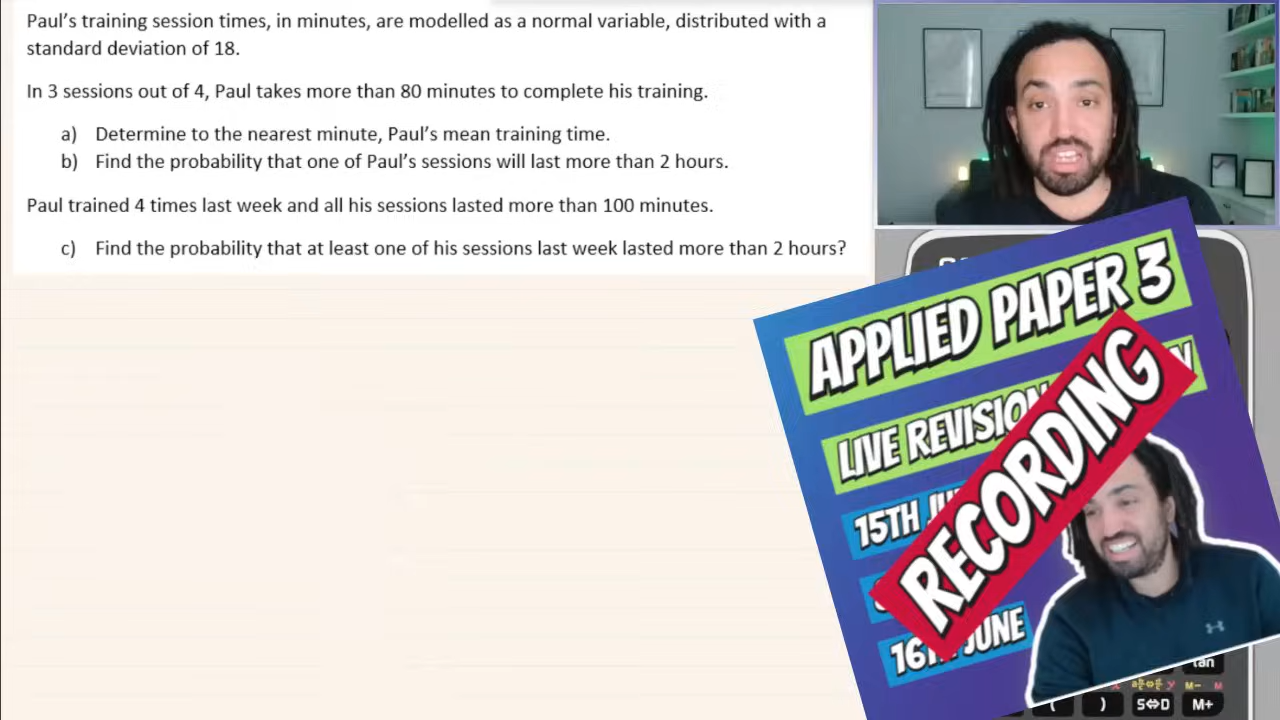 Paul's training session times, in minutes, are modelled as a normal variable, distributed with a
standard deviation of 18.
In 3 sessions out of 4, Paul takes more than 80 minutes to complete his training.
a) Determine to the nearest minute, Paul's mean training time.
b) Find the probability that one of Paul's sessions will last more than 2 hours.
Paul trained 4 times last week and all his sessions lasted more than 100 minutes.
c) Find the probability that at least one of his sessions last week lasted more than 2 hours?
APPLIED PAPER 3
LIVE REVISION
RECORDING
15TH
16TH JUNE
tan
( ) S⇔D M+